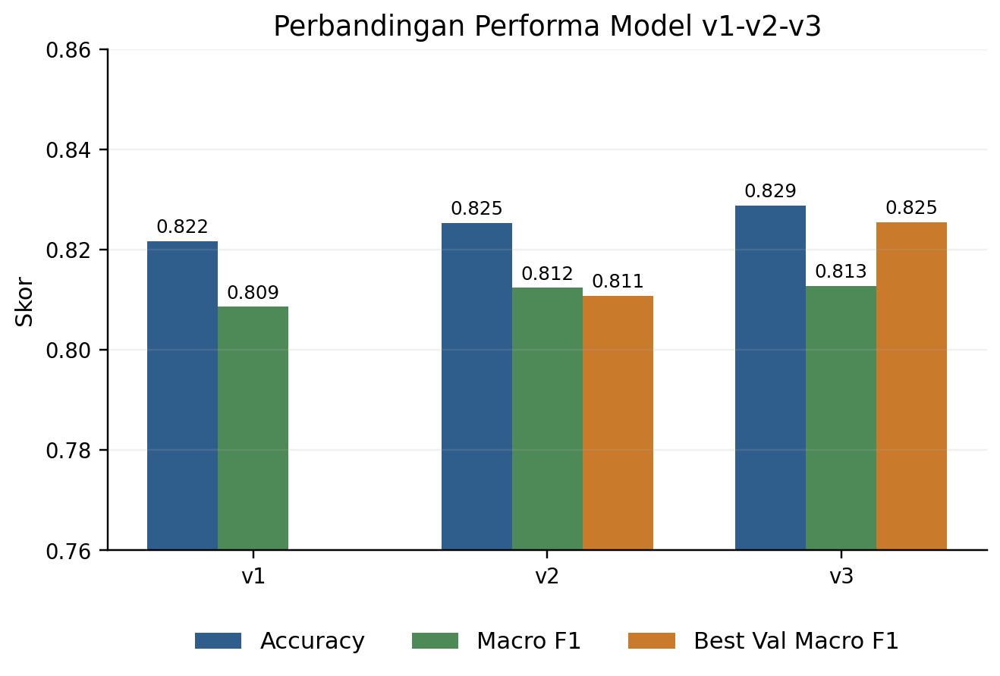 Perbandingan Performa Model v1-v2-v3
0.86
0.84
0.82
0.80
0.78
0.76
Skor
0.822
0.809
0.825
0.812
0.811
0.829
0.813
0.825
v1
v2
v3
Accuracy
Macro F1
Best Val Macro F1